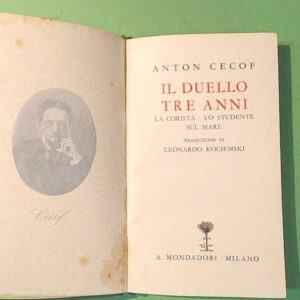 Cecof.
ANTON CECOF
IL DUELLO
TRE ANNI
LA CORISTA - LO STUDENTE
SUL MARE
TRADUZIONE DI
LEONARDO KOCIEMSKI
A. MONDADORI - MILANO